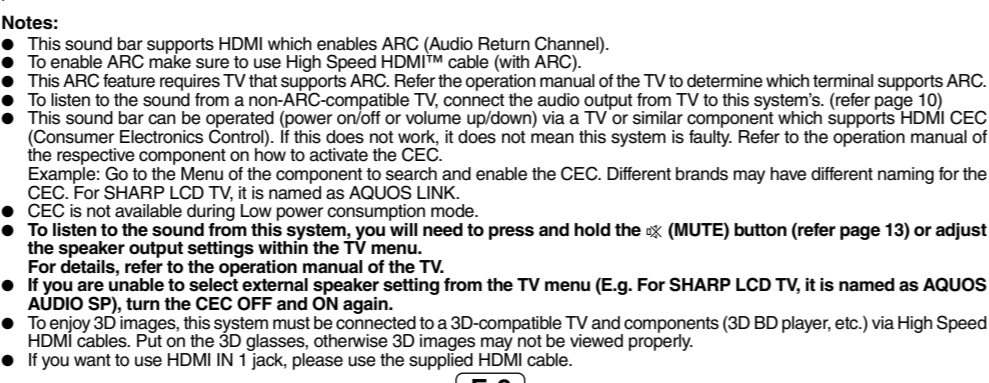 Notes:
● This sound bar supports HDMI which enables ARC (Audio Return Channel).
● To enable ARC make sure to use High Speed HDMI™ cable (with ARC).
● This ARC feature requires TV that supports ARC. Refer the operation manual of the TV to determine which terminal supports ARC.
● To listen to the sound from a non-ARC-compatible TV, connect the audio output from TV to this system's. (refer page 10)
● This sound bar can be operated (power on/off or volume up/down) via a TV or similar component which supports HDMI CEC
(Consumer Electronics Control). If this does not work, it does not mean this system is faulty. Refer to the operation manual of
the respective component on how to activate the CEC.
Example: Go to the Menu of the component to search and enable the CEC. Different brands may have different naming for the
CEC. For SHARP LCD TV, it is named as AQUOS LINK.
● CEC is not available during Low power consumption mode.
● To listen to the sound from this system, you will need to press and hold the (MUTE) button (refer page 13) or adjust
the speaker output settings within the TV menu.
For details, refer to the operation manual of the TV.
● If you are unable to select external speaker setting from the TV menu (E.g. For SHARP LCD TV, it is named as AQUOS
AUDIO SP), turn the CEC OFF and ON again.
● To enjoy 3D images, this system must be connected to a 3D-compatible TV and components (3D BD player, etc.) via High Speed
HDMI cables. Put on the 3D glasses, otherwise 3D images may not be viewed properly.
● If you want to use HDMI IN 1 jack, please use the supplied HDMI cable.